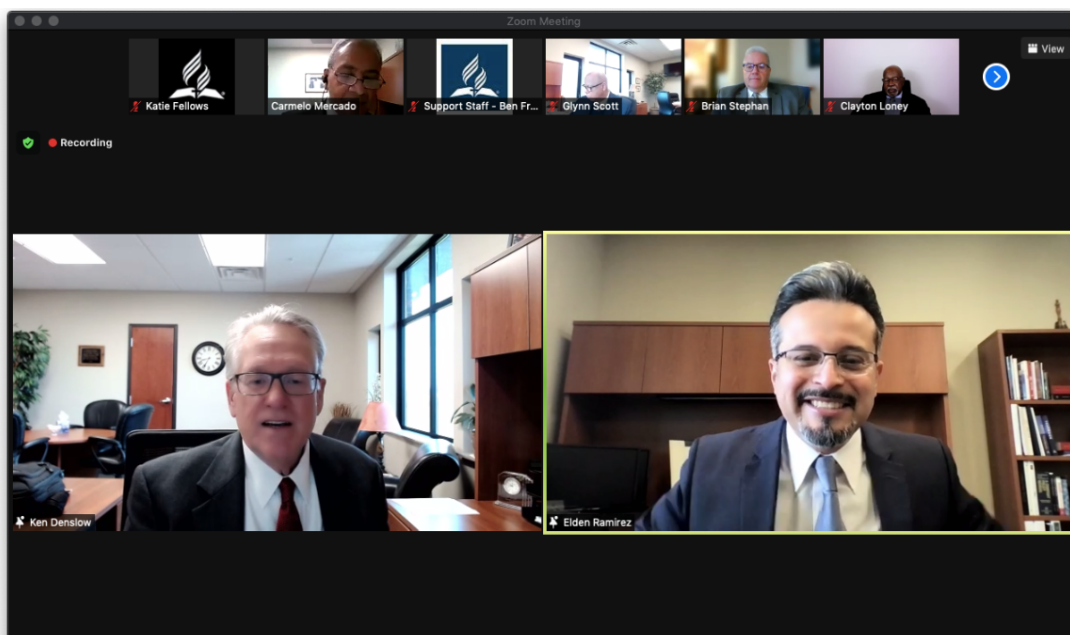 Zoom Meeting
View
Katie Fellows
Carmelo Mercado
Support Staff - Ben Fr...
Glynn Scott
Brian Stephan
Clayton Loney
Recording
Ken Denslow
Elden Ramirez